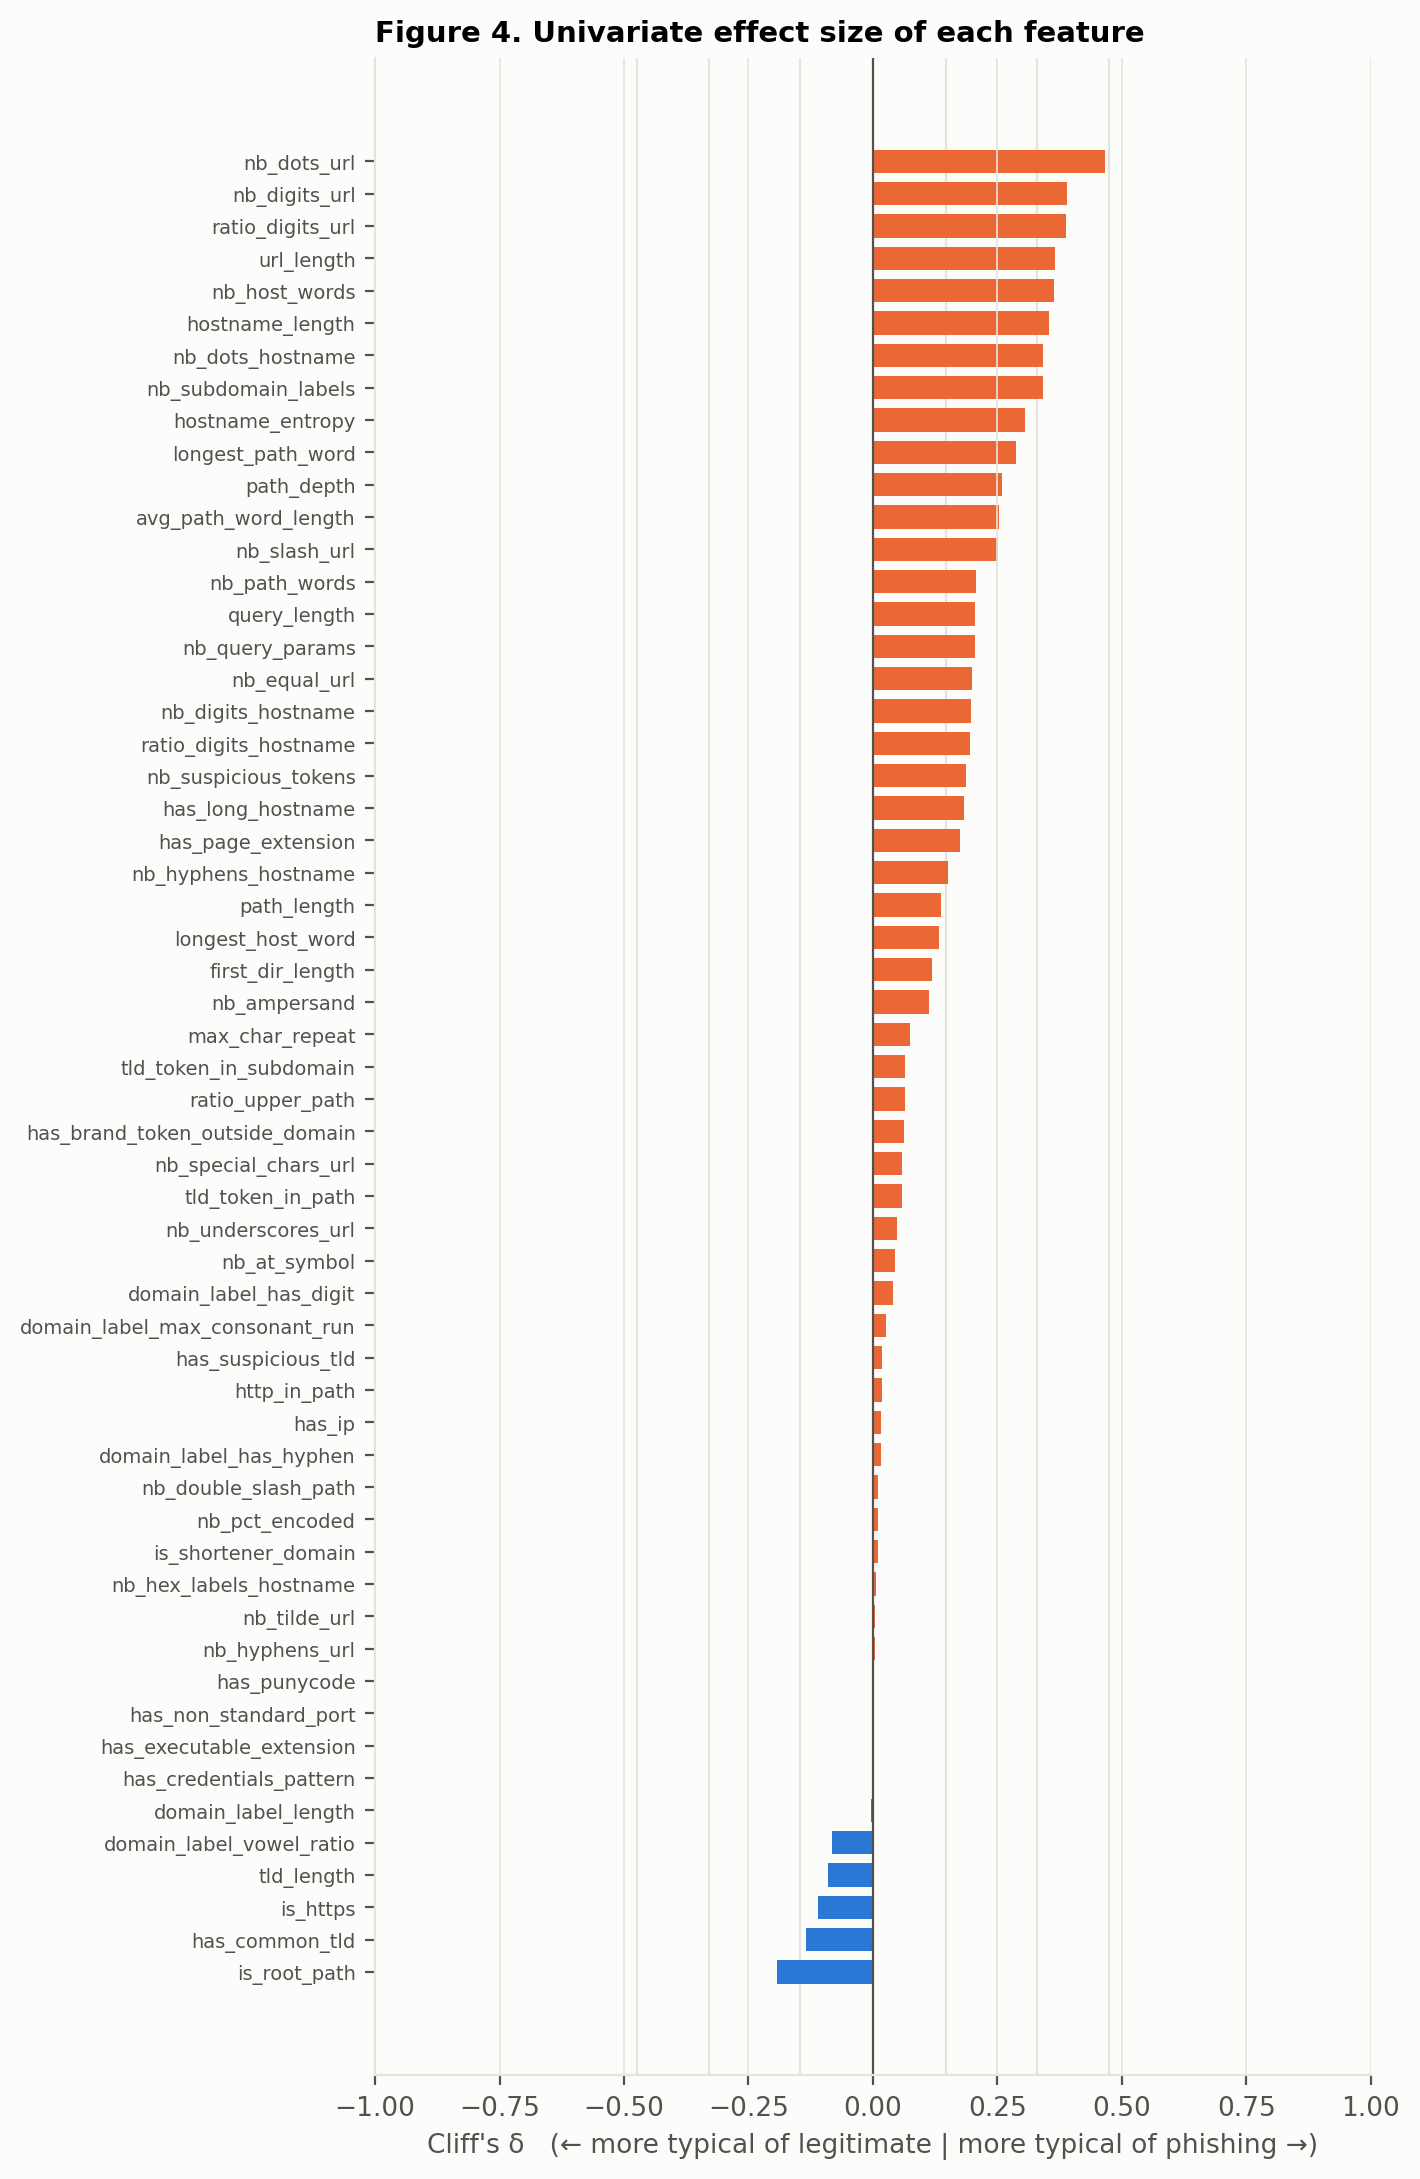 Figure 4. Univariate effect size of each feature
nb_dots_url
nb_digits_url
ratio_digits_url
url_length
nb_host_words
hostname_length
nb_dots_hostname
nb_subdomain_labels
hostname_entropy
longest_path_word
path_depth
avg_path_word_length
nb_slash_url
nb_path_words
query_length
nb_query_params
nb_equal_url
nb_digits_hostname
ratio_digits_hostname
nb_suspicious_tokens
has_long_hostname
has_page_extension
nb_hyphens_hostname
path_length
longest_host_word
first_dir_length
nb_ampersand
max_char_repeat
tld_token_in_subdomain
ratio_upper_path
has_brand_token_outside_domain
nb_special_chars_url
tld_token_in_path
nb_underscores_url
nb_at_symbol
domain_label_has_digit
domain_label_max_consonant_run
has_suspicious_tld
http_in_path
has_ip
domain_label_has_hyphen
nb_double_slash_path
nb_pct_encoded
is_shortener_domain
nb_hex_labels_hostname
nb_tilde_url
nb_hyphens_url
has_punycode
has_non_standard_port
has_executable_extension
has_credentials_pattern
domain_label_length
domain_label_vowel_ratio
tld_length
is_https
has_common_tld
is_root_path
−1.00 −0.75 −0.50 −0.25 0.00 0.25 0.50 0.75 1.00
Cliff's δ (← more typical of legitimate | more typical of phishing →)